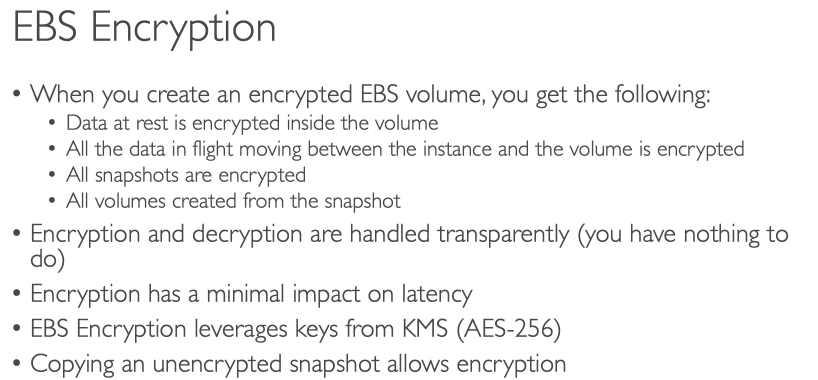 EBS Encryption
• When you create an encrypted EBS volume, you get the following:
• Data at rest is encrypted inside the volume
• All the data in flight moving between the instance and the volume is encrypted
• All snapshots are encrypted
• All volumes created from the snapshot
• Encryption and decryption are handled transparently (you have nothing to
do)
• Encryption has a minimal impact on latency
• EBS Encryption leverages keys from KMS (AES-256)
• Copying an unencrypted snapshot allows encryption